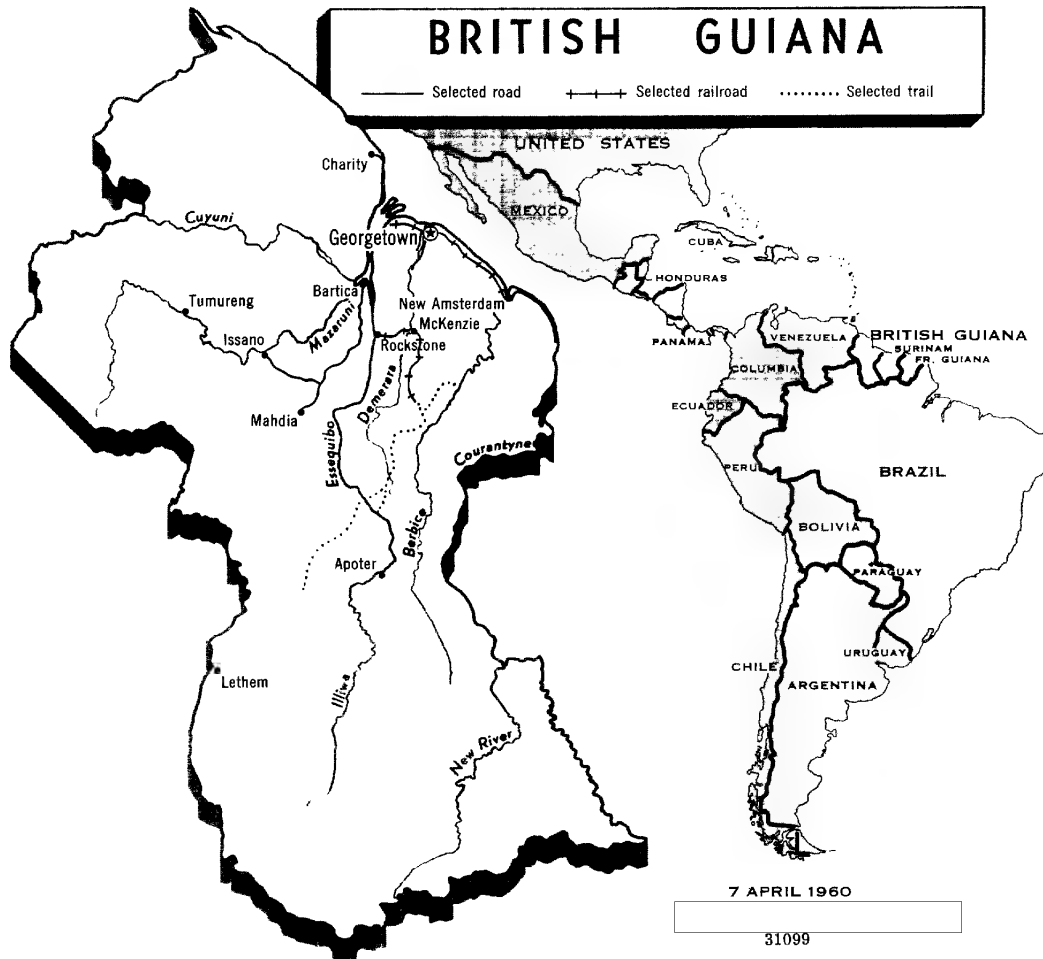 BRITISH GUIANA
Selected road
Selected railroad
Selected trail
UNITED STATES
Charity
MEXICO
Cuyuni
Georgetown
CUBA
HONDURAS
Bartica
Tumureng
New Amsterdam
McKenzie
Mazaruni
Issano
Rockstone
PANAMA
VENEZUELA
BRITISH GUIANA
SURINAM
FR. GUIANA
COLUMBIA
Demerara
ECUADOR
Mahdia
Essequibo
Courantyne
PERU
BRAZIL
Berbice
BOLIVIA
Apoter
PARAGUAY
URUGUAY
Lethem
Illiwa
CHILE
ARGENTINA
New River
7 APRIL 1960
31099